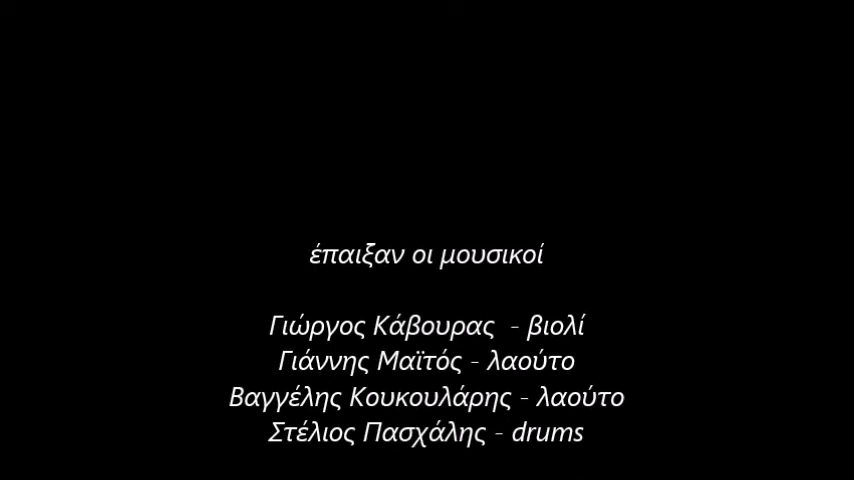 έπαιξαν οι μουσικοί
Γιώργος Κάβουρας - βιολί
Γιάννης Μαϊτός - λαούτο
Βαγγέλης Κουκουλάρης - λαούτο
Στέλιος Πασχάλης - drums